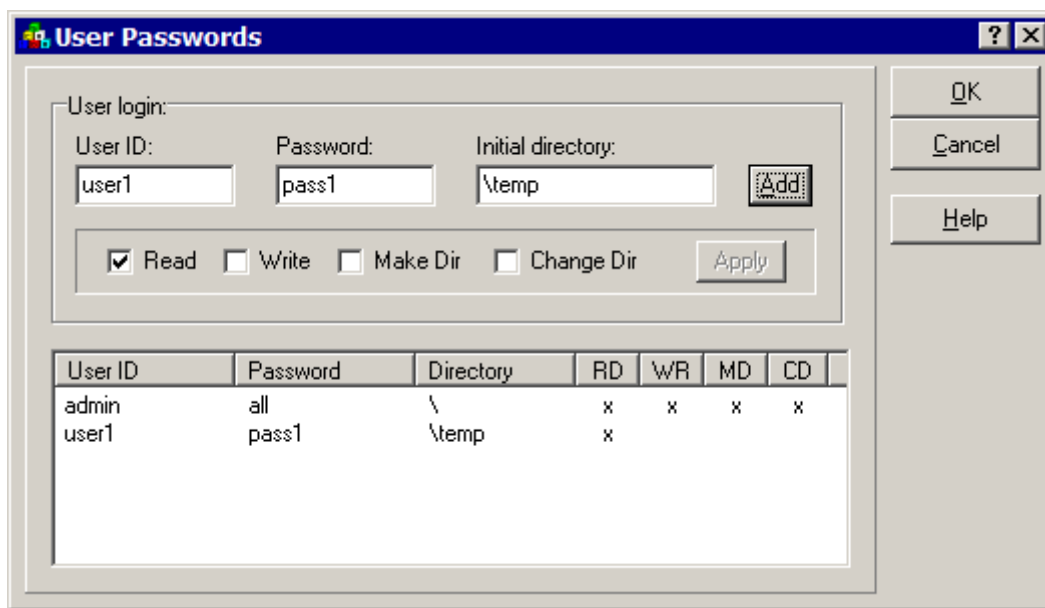 User Passwords
OK
User login:
Cancel
User ID: Password: Initial directory:
user1 pass1 \temp Add
Help
Read Write Make Dir Change Dir Apply
User ID Password Directory RD WR MD CD
admin all \ x x x x
user1 pass1 \temp x